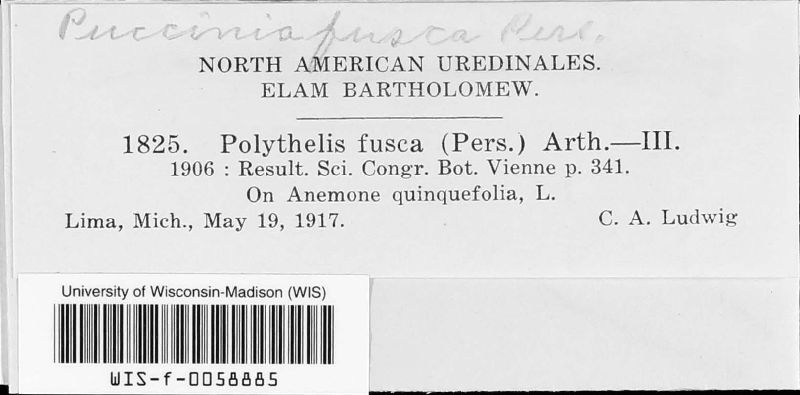 Puccinia fusca Pers.
NORTH AMERICAN UREDINALES.
ELAM BARTHOLOMEW.
1825. Polythelis fusca (Pers.) Arth.—III.
1906 : Result. Sci. Congr. Bot. Vienne p. 341.
On Anemone quinquefolia, L.
Lima, Mich., May 19, 1917. C. A. Ludwig
University of Wisconsin-Madison (WIS)
WIS-f-0058885